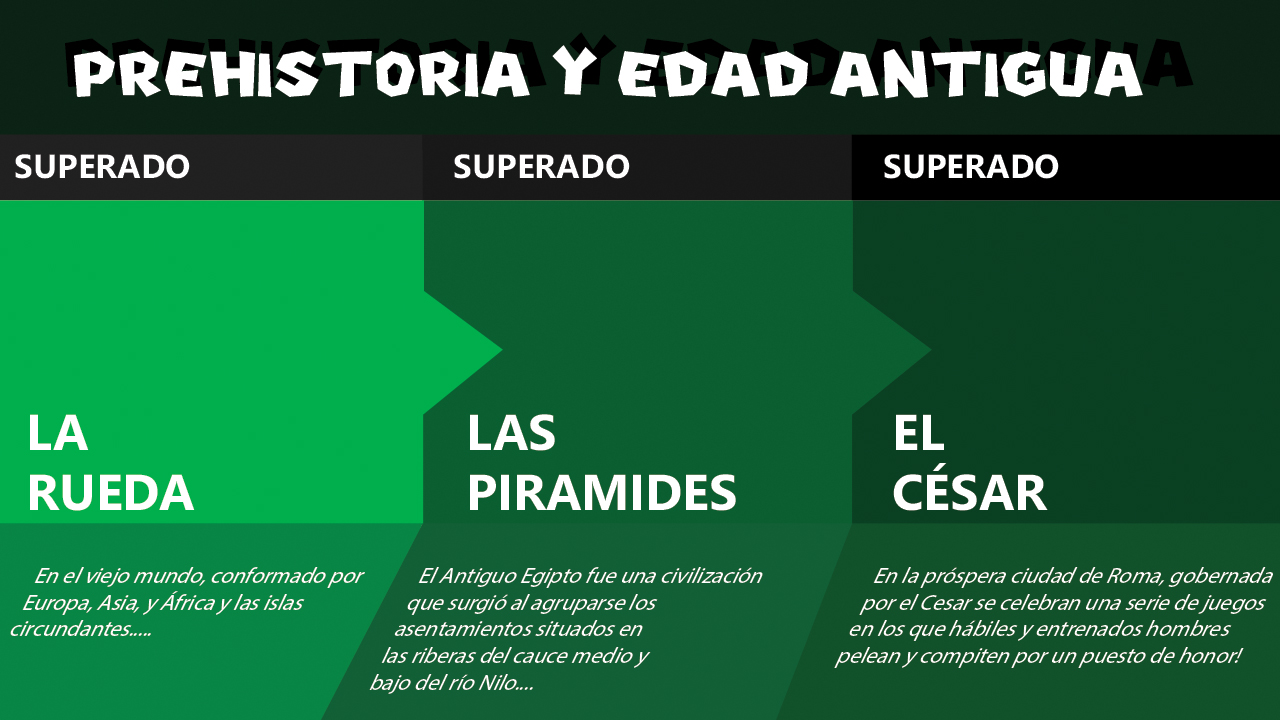 PREHISTORIA Y EDAD ANTIGUA
SUPERADO
SUPERADO
SUPERADO
LA
RUEDA
LAS
PIRAMIDES
EL
CÉSAR
En el viejo mundo, conformado por
Europa, Asia, y África y las islas
circundantes.....
El Antiguo Egipto fue una civilización
que surgió al agruparse los
asentamientos situados en
las riberas del cauce medio y
bajo del río Nilo....
En la próspera ciudad de Roma, gobernada
por el Cesar se celebran una serie de juegos
en los que hábiles y entrenados hombres
pelean y compiten por un puesto de honor!